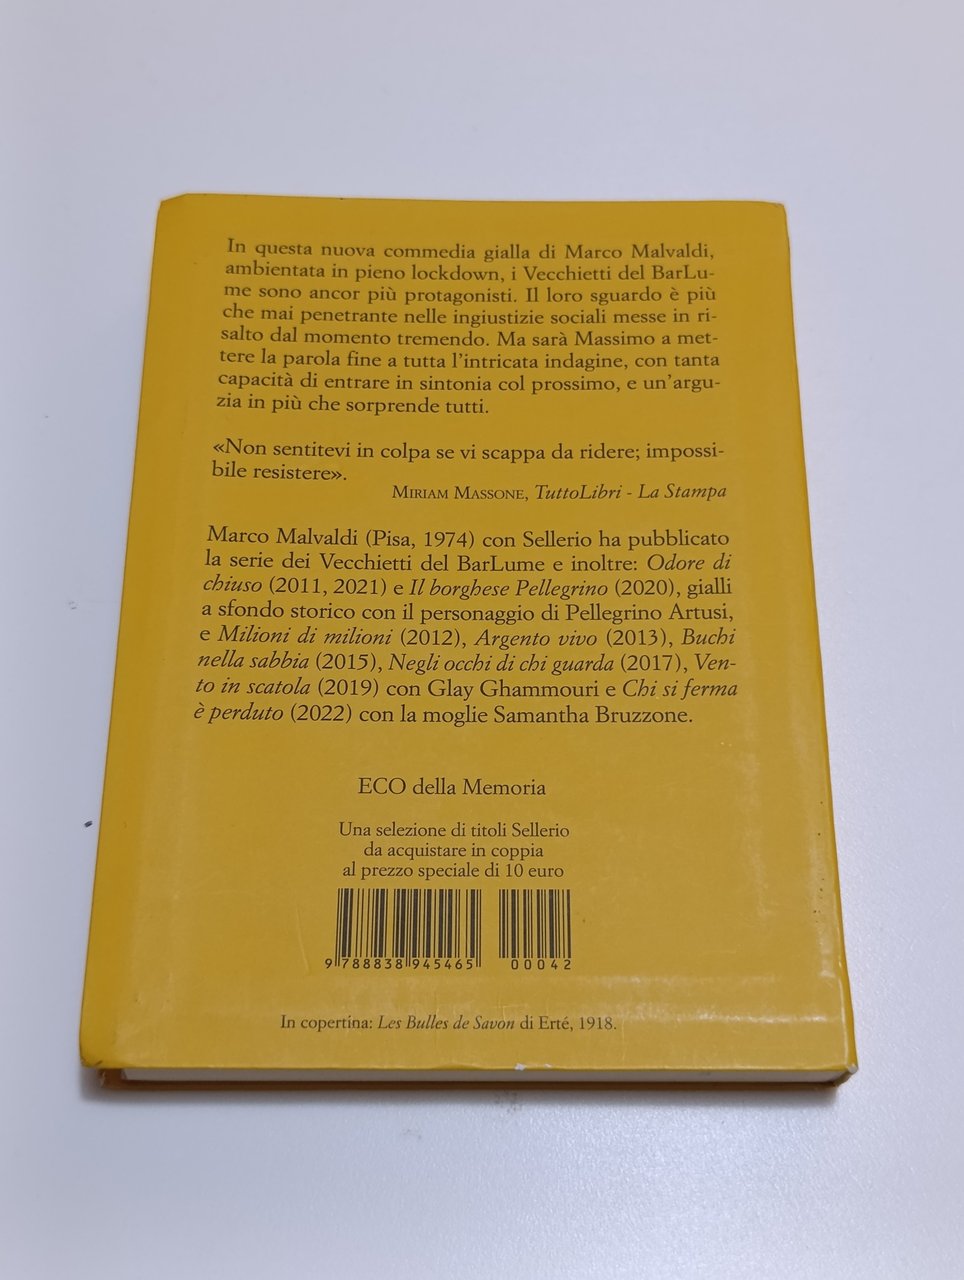 In questa nuova commedia gialla di Marco Malvaldi,
ambientata in pieno lockdown, i Vecchietti del BarLu-
me sono ancor più protagonisti. Il loro sguardo è più
che mai penetrante nelle ingiustizie sociali messe in ri-
salto dal momento tremendo. Ma sarà Massimo a met-
tere la parola fine a tutta l'intricata indagine, con tanta
capacità di entrare in sintonia col prossimo, e un'argu-
zia in più che sorprende tutti.
«Non sentitevi in colpa se vi scappa da ridere; impossi-
bile resistere».
Miriam Massone, TuttoLibri - La Stampa
Marco Malvaldi (Pisa, 1974) con Sellerio ha pubblicato
la serie dei Vecchietti del BarLume e inoltre: Odore di
chiuso (2011, 2021) e Il borghese Pellegrino (2020), gialli
a sfondo storico con il personaggio di Pellegrino Artusi,
e Milioni di milioni (2012), Argento vivo (2013), Buchi
nella sabbia (2015), Negli occhi di chi guarda (2017), Ven-
to in scatola (2019) con Glay Ghammouri e Chi si ferma
è perduto (2022) con la moglie Samantha Bruzzone.
ECO della Memoria
Una selezione di titoli Sellerio
da acquistare in coppia
al prezzo speciale di 10 euro
9 788838 945465 00042
In copertina: Les Bulles de Savon di Erté, 1918.